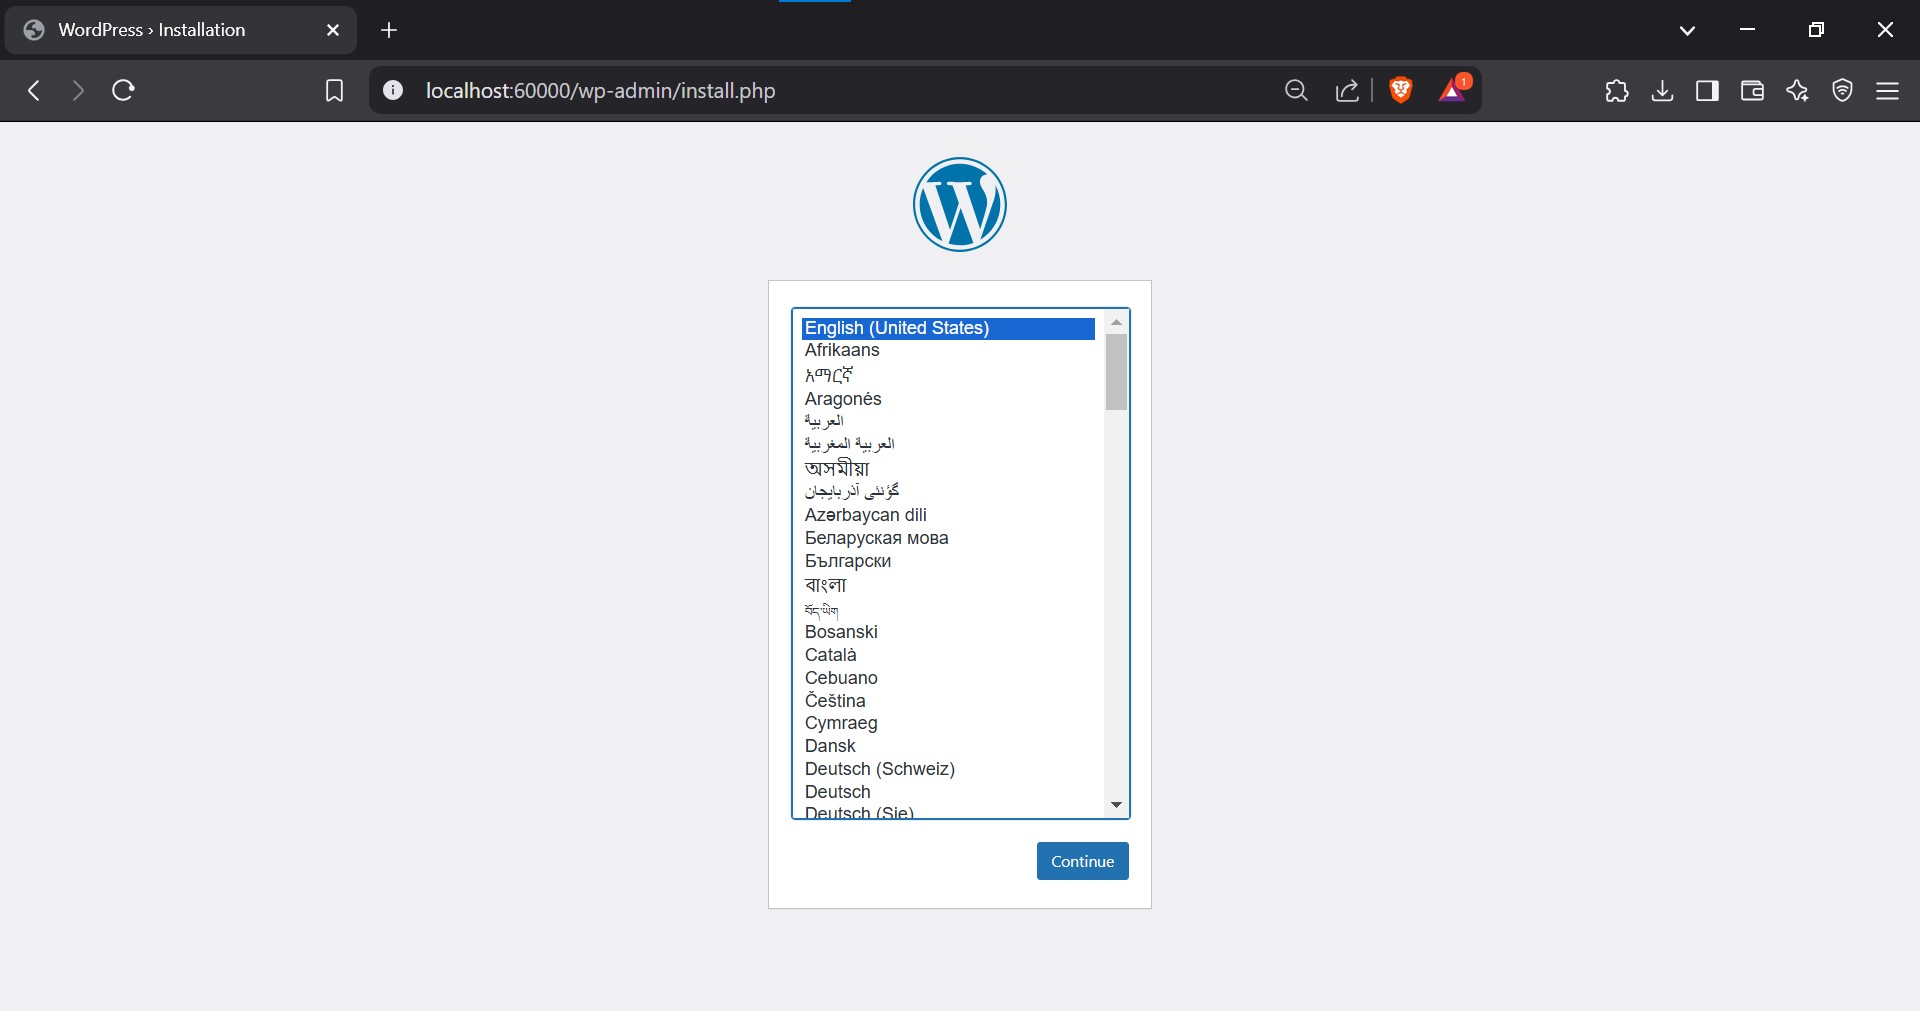 WordPress › Installation
localhost:60000/wp-admin/install.php
1
English (United States)
Afrikaans
አማርኛ
Aragonés
العربية
العربية المغربية
অসমীয়া
گؤنئی آذربایجان
Azərbaycan dili
Беларуская мова
Български
বাংলা
བོད་ཡིག
Bosanski
Català
Cebuano
Čeština
Cymraeg
Dansk
Deutsch (Schweiz)
Deutsch
Deutsch (Sie)
Continue